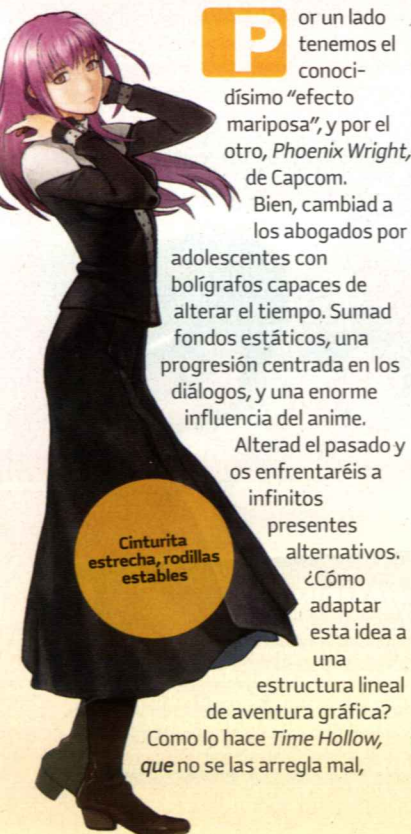 Por un lado
tenemos el
conoci-
dísimo “efecto
mariposa”, y por el
otro, Phoenix Wright,
de Capcom.
Bien, cambiad a
los abogados por
adolescentes con
bolígrafos capaces de
alterar el tiempo. Sumad
fondos estáticos, una
progresión centrada en los
diálogos, y una enorme
influencia del anime.
Alterad el pasado y
os enfrentaréis a
infinitos
presentes
alternativos.
¿Cómo
adaptar
esta idea a
una
estructura lineal
de aventura gráfica?
Como lo hace Time Hollow,
que no se las arregla mal,
Cinturita
estrecha, rodillas
estables